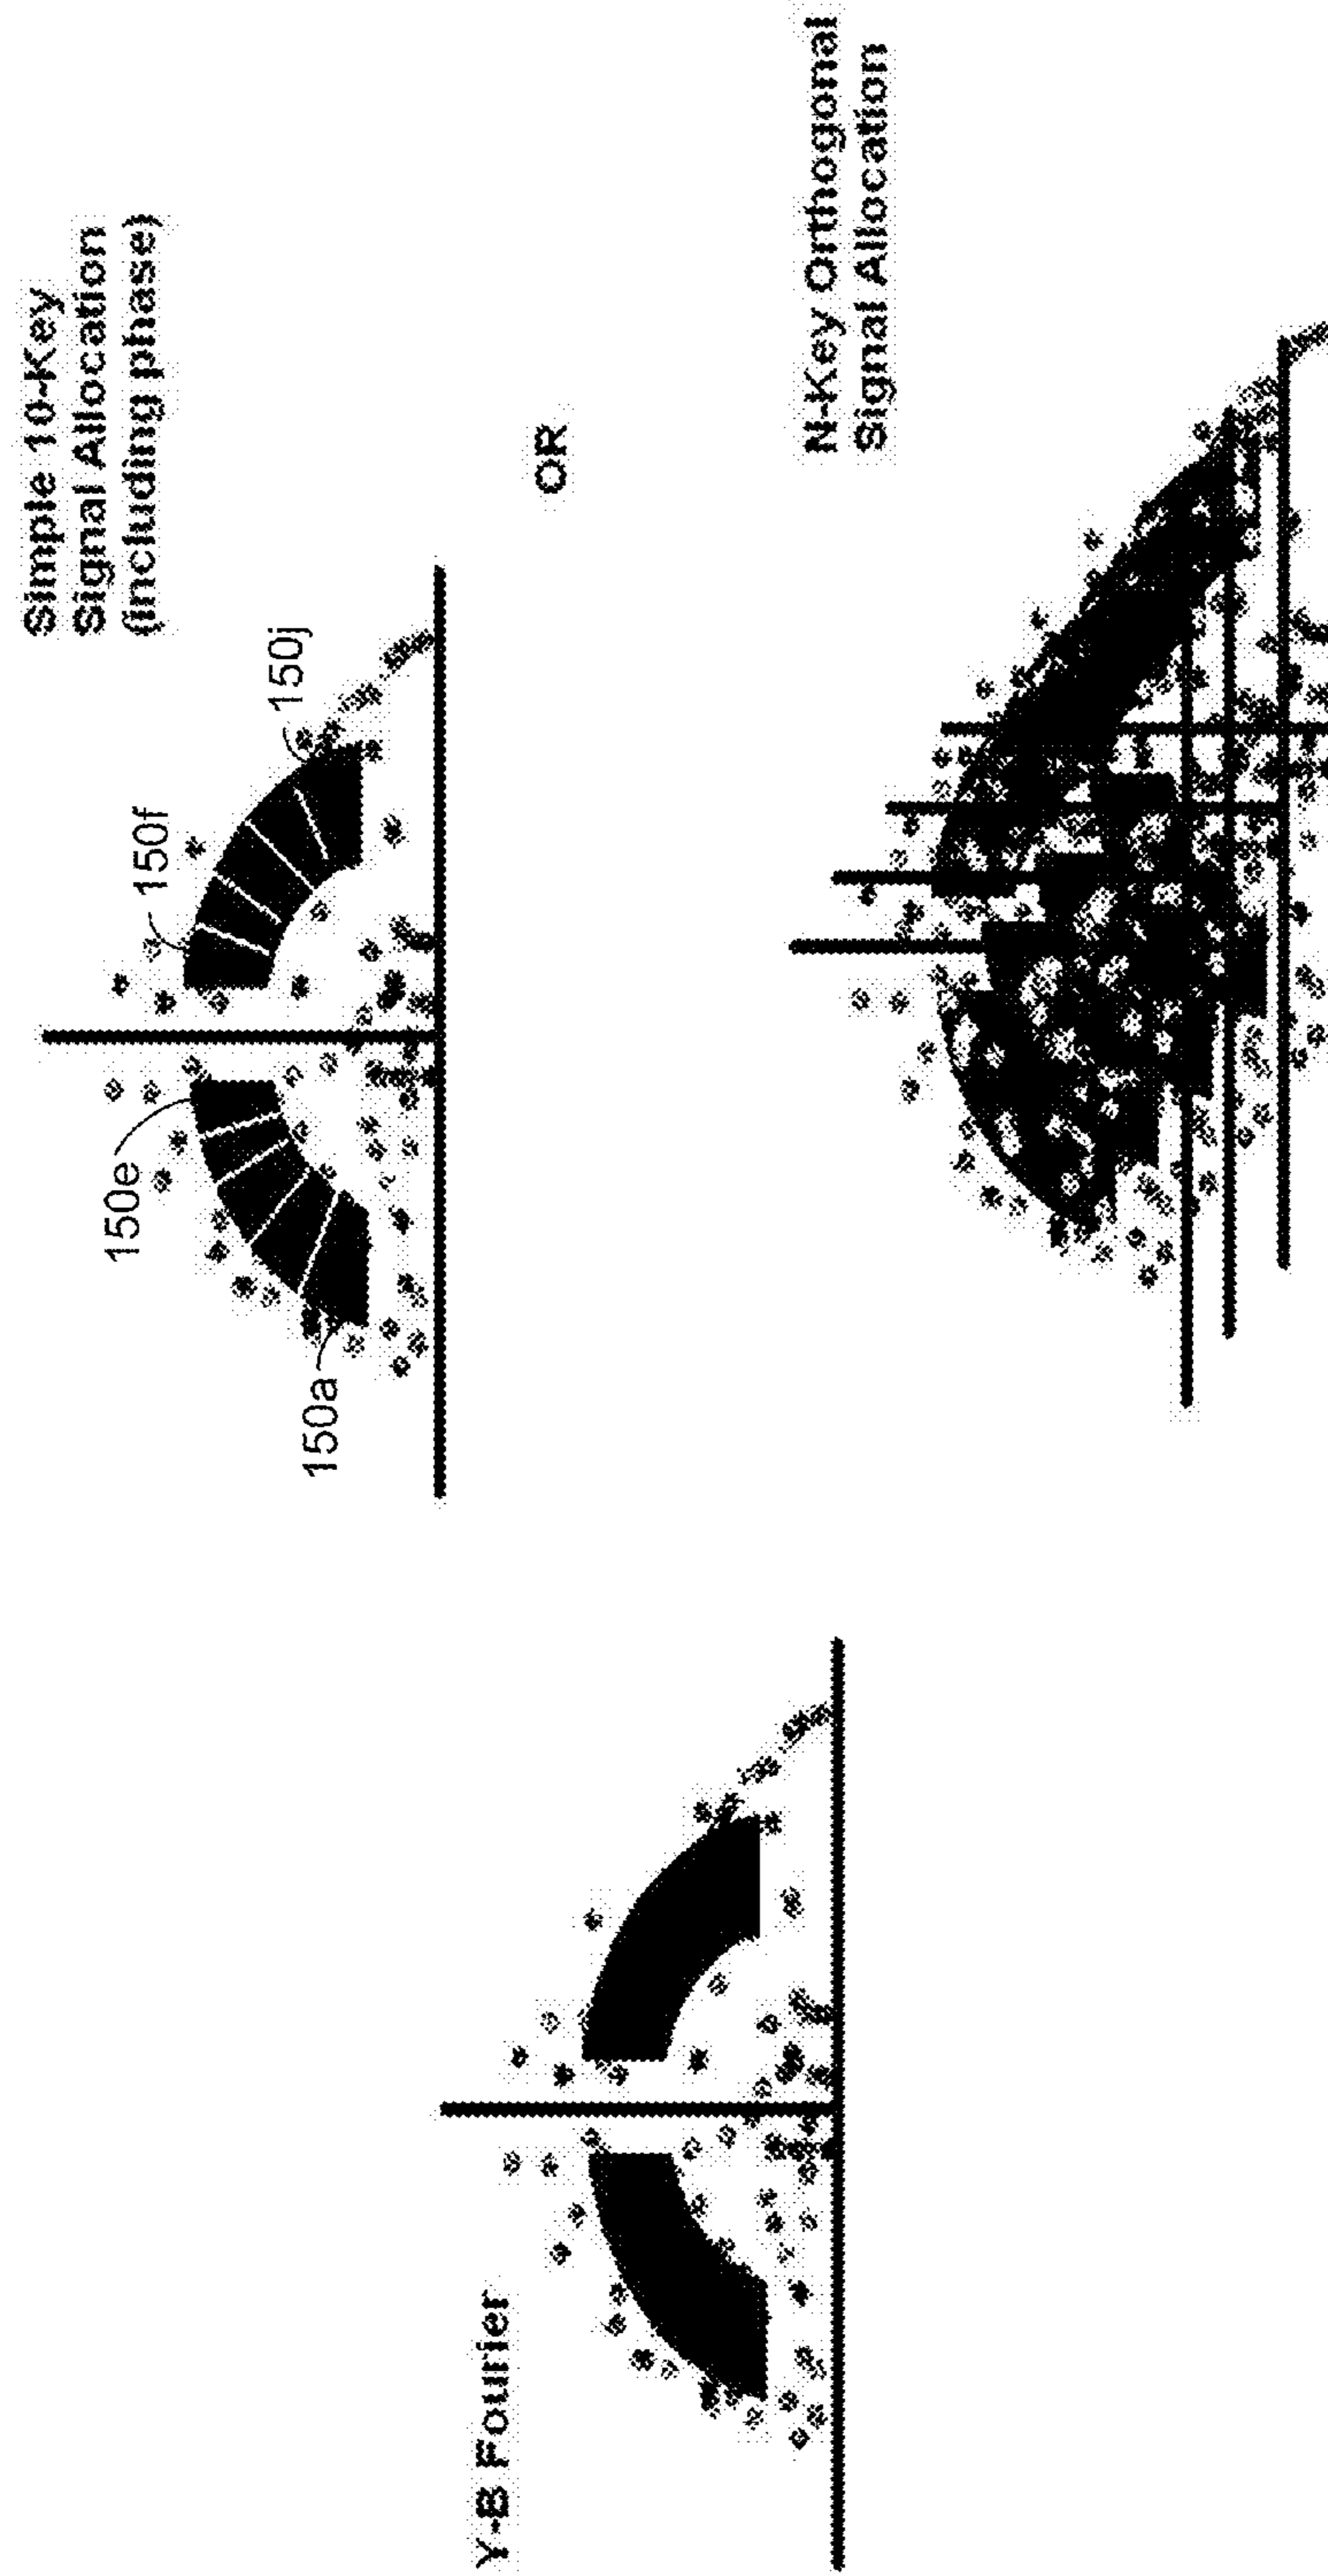 Y-B Fourier
Simple 10-Key
Signal Allocation
(including phase)
150a
150e
150f
150j
OR
N-Key Orthogonal
Signal Allocation